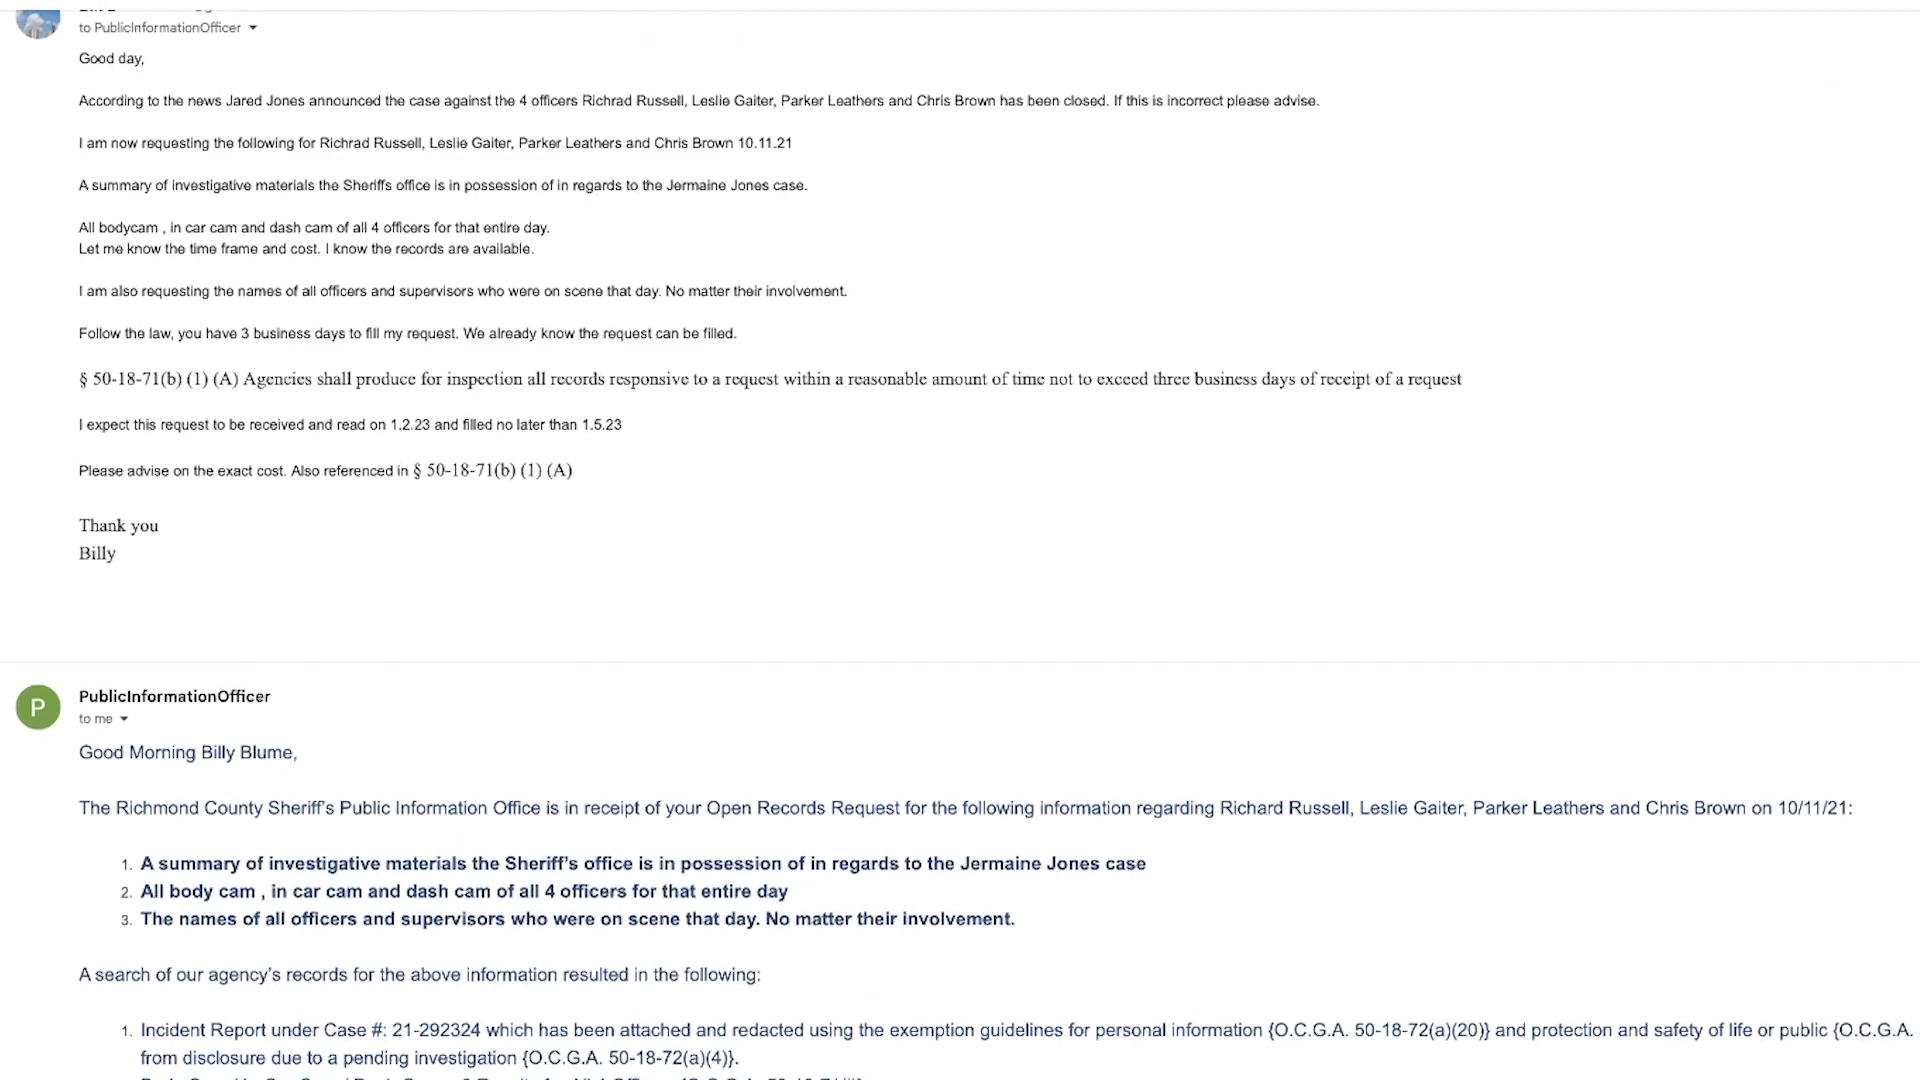 to PublicInformationOfficer
Good day,
According to the news Jared Jones announced the case against the 4 officers Richrad Russell, Leslie Gaiter, Parker Leathers and Chris Brown has been closed. If this is incorrect please advise.
I am now requesting the following for Richrad Russell, Leslie Gaiter, Parker Leathers and Chris Brown 10.11.21
A summary of investigative materials the Sheriffs office is in possession of in regards to the Jermaine Jones case.
All bodycam , in car cam and dash cam of all 4 officers for that entire day.
Let me know the time frame and cost. I know the records are available.
I am also requesting the names of all officers and supervisors who were on scene that day. No matter their involvement.
Follow the law, you have 3 business days to fill my request. We already know the request can be filled.
§ 50-18-71(b) (1) (A) Agencies shall produce for inspection all records responsive to a request within a reasonable amount of time not to exceed three business days of receipt of a request
I expect this request to be received and read on 1.2.23 and filled no later than 1.5.23
Please advise on the exact cost. Also referenced in § 50-18-71(b) (1) (A)
Thank you
Billy
P
PublicInformationOfficer
to me
Good Morning Billy Blume,
The Richmond County Sheriff's Public Information Office is in receipt of your Open Records Request for the following information regarding Richard Russell, Leslie Gaiter, Parker Leathers and Chris Brown on 10/11/21:
1. A summary of investigative materials the Sheriff's office is in possession of in regards to the Jermaine Jones case
2. All body cam , in car cam and dash cam of all 4 officers for that entire day
3. The names of all officers and supervisors who were on scene that day. No matter their involvement.
A search of our agency's records for the above information resulted in the following:
1. Incident Report under Case #: 21-292324 which has been attached and redacted using the exemption guidelines for personal information {O.C.G.A. 50-18-72(a)(20)} and protection and safety of life or public {O.C.G.A.
from disclosure due to a pending investigation {O.C.G.A. 50-18-72(a)(4)}.